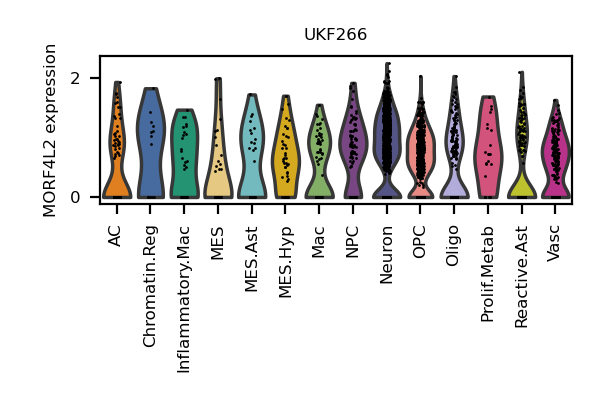 UKF266
MORF4L2 expression
2
0
AC
Chromatin.Reg
Inflammatory.Mac
MES
MES.Ast
MES.Hyp
Mac
NPC
Neuron
OPC
Oligo
Prolif.Metab
Reactive.Ast
Vasc